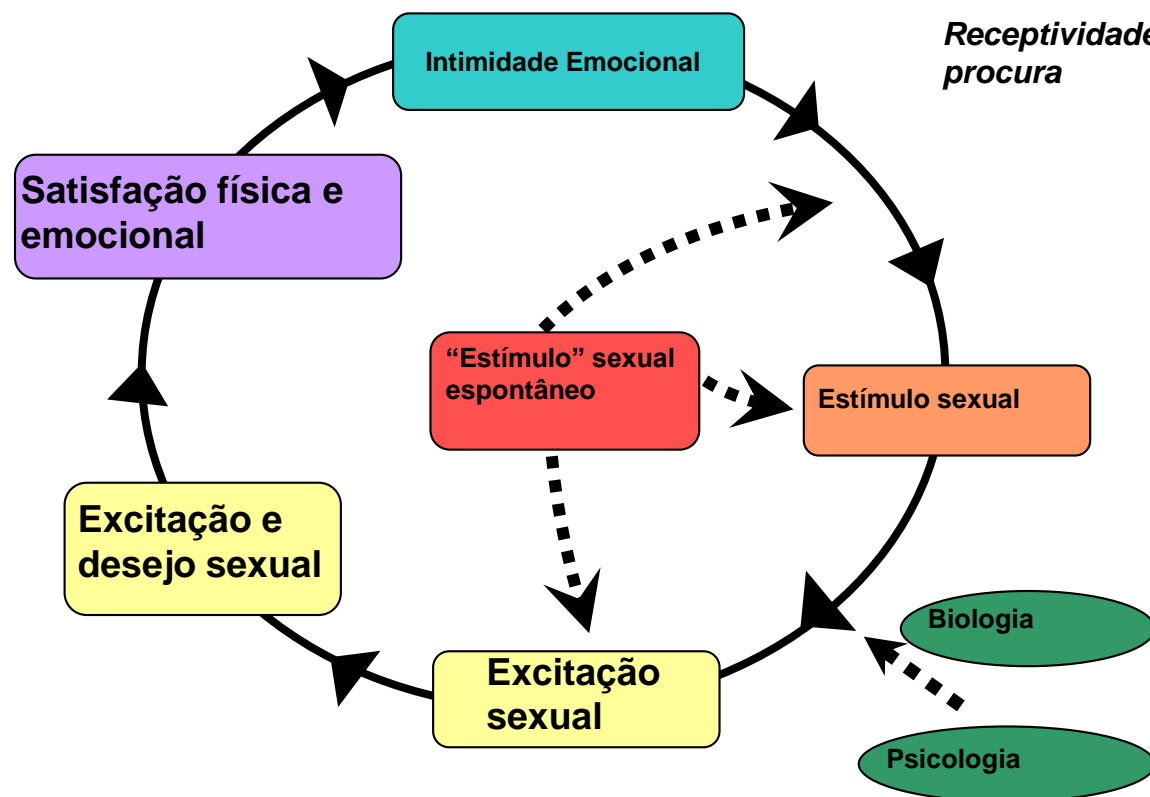 Intimidade Emocional
Receptividade
procura
Satisfação física e
emocional
“Estímulo” sexual
espontâneo
Estímulo sexual
Excitação e
desejo sexual
Biologia
Excitação
sexual
Psicologia